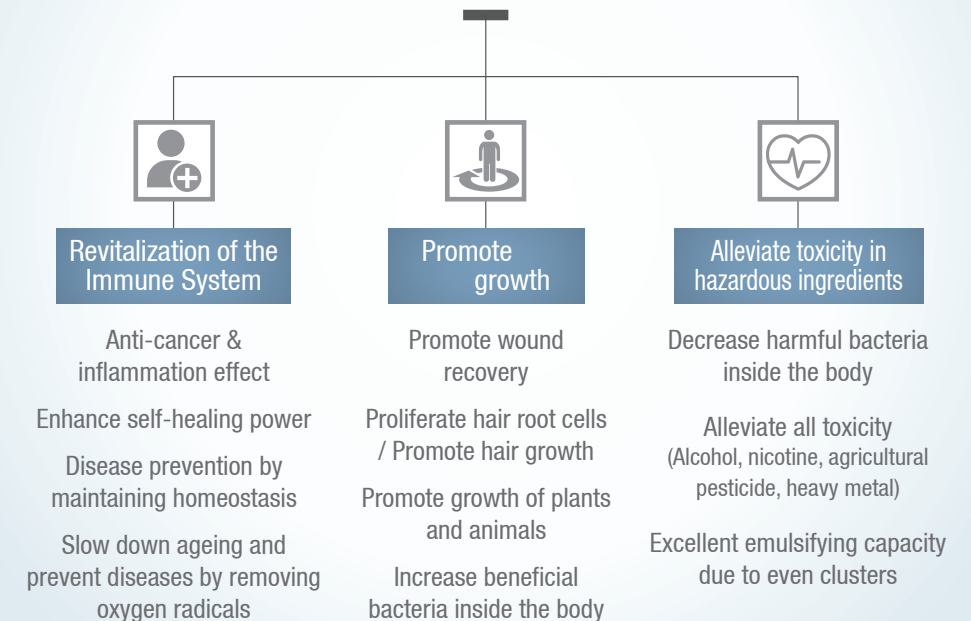 Revitalization of the
Immune System
Anti-cancer &
inflammation effect
Enhance self-healing power
Disease prevention by
maintaining homeostasis
Slow down ageing and
prevent diseases by removing
oxygen radicals
Promote
growth
Promote wound
recovery
Proliferate hair root cells
/ Promote hair growth
Promote growth of plants
and animals
Increase beneficial
bacteria inside the body
Alleviate toxicity in
hazardous ingredients
Decrease harmful bacteria
inside the body
Alleviate all toxicity
(Alcohol, nicotine, agricultural
pesticide, heavy metal)
Excellent emulsifying capacity
due to even clusters